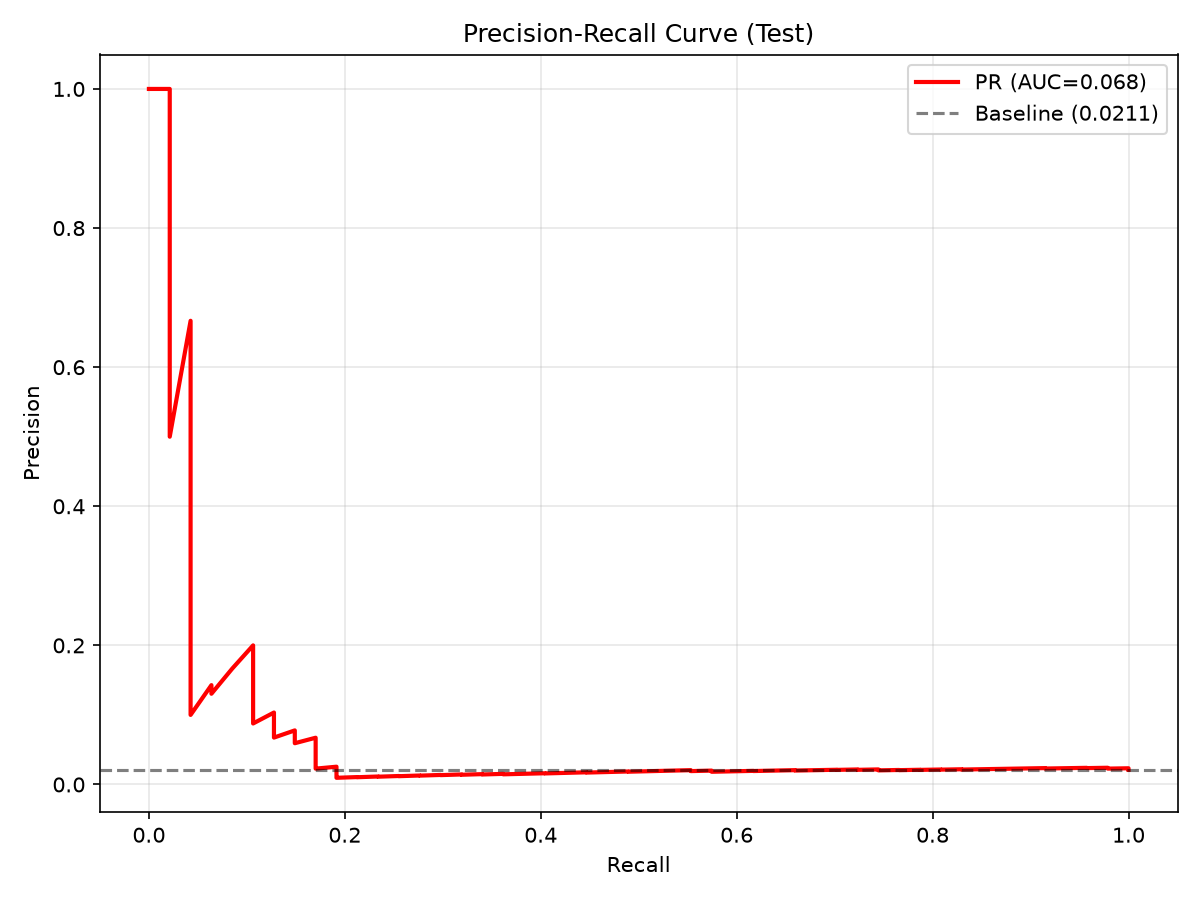 Precision-Recall Curve (Test)
PR (AUC=0.068)
Baseline (0.0211)
Precision
1.0
0.8
0.6
0.4
0.2
0.0
0.0 0.2 0.4 0.6 0.8 1.0
Recall